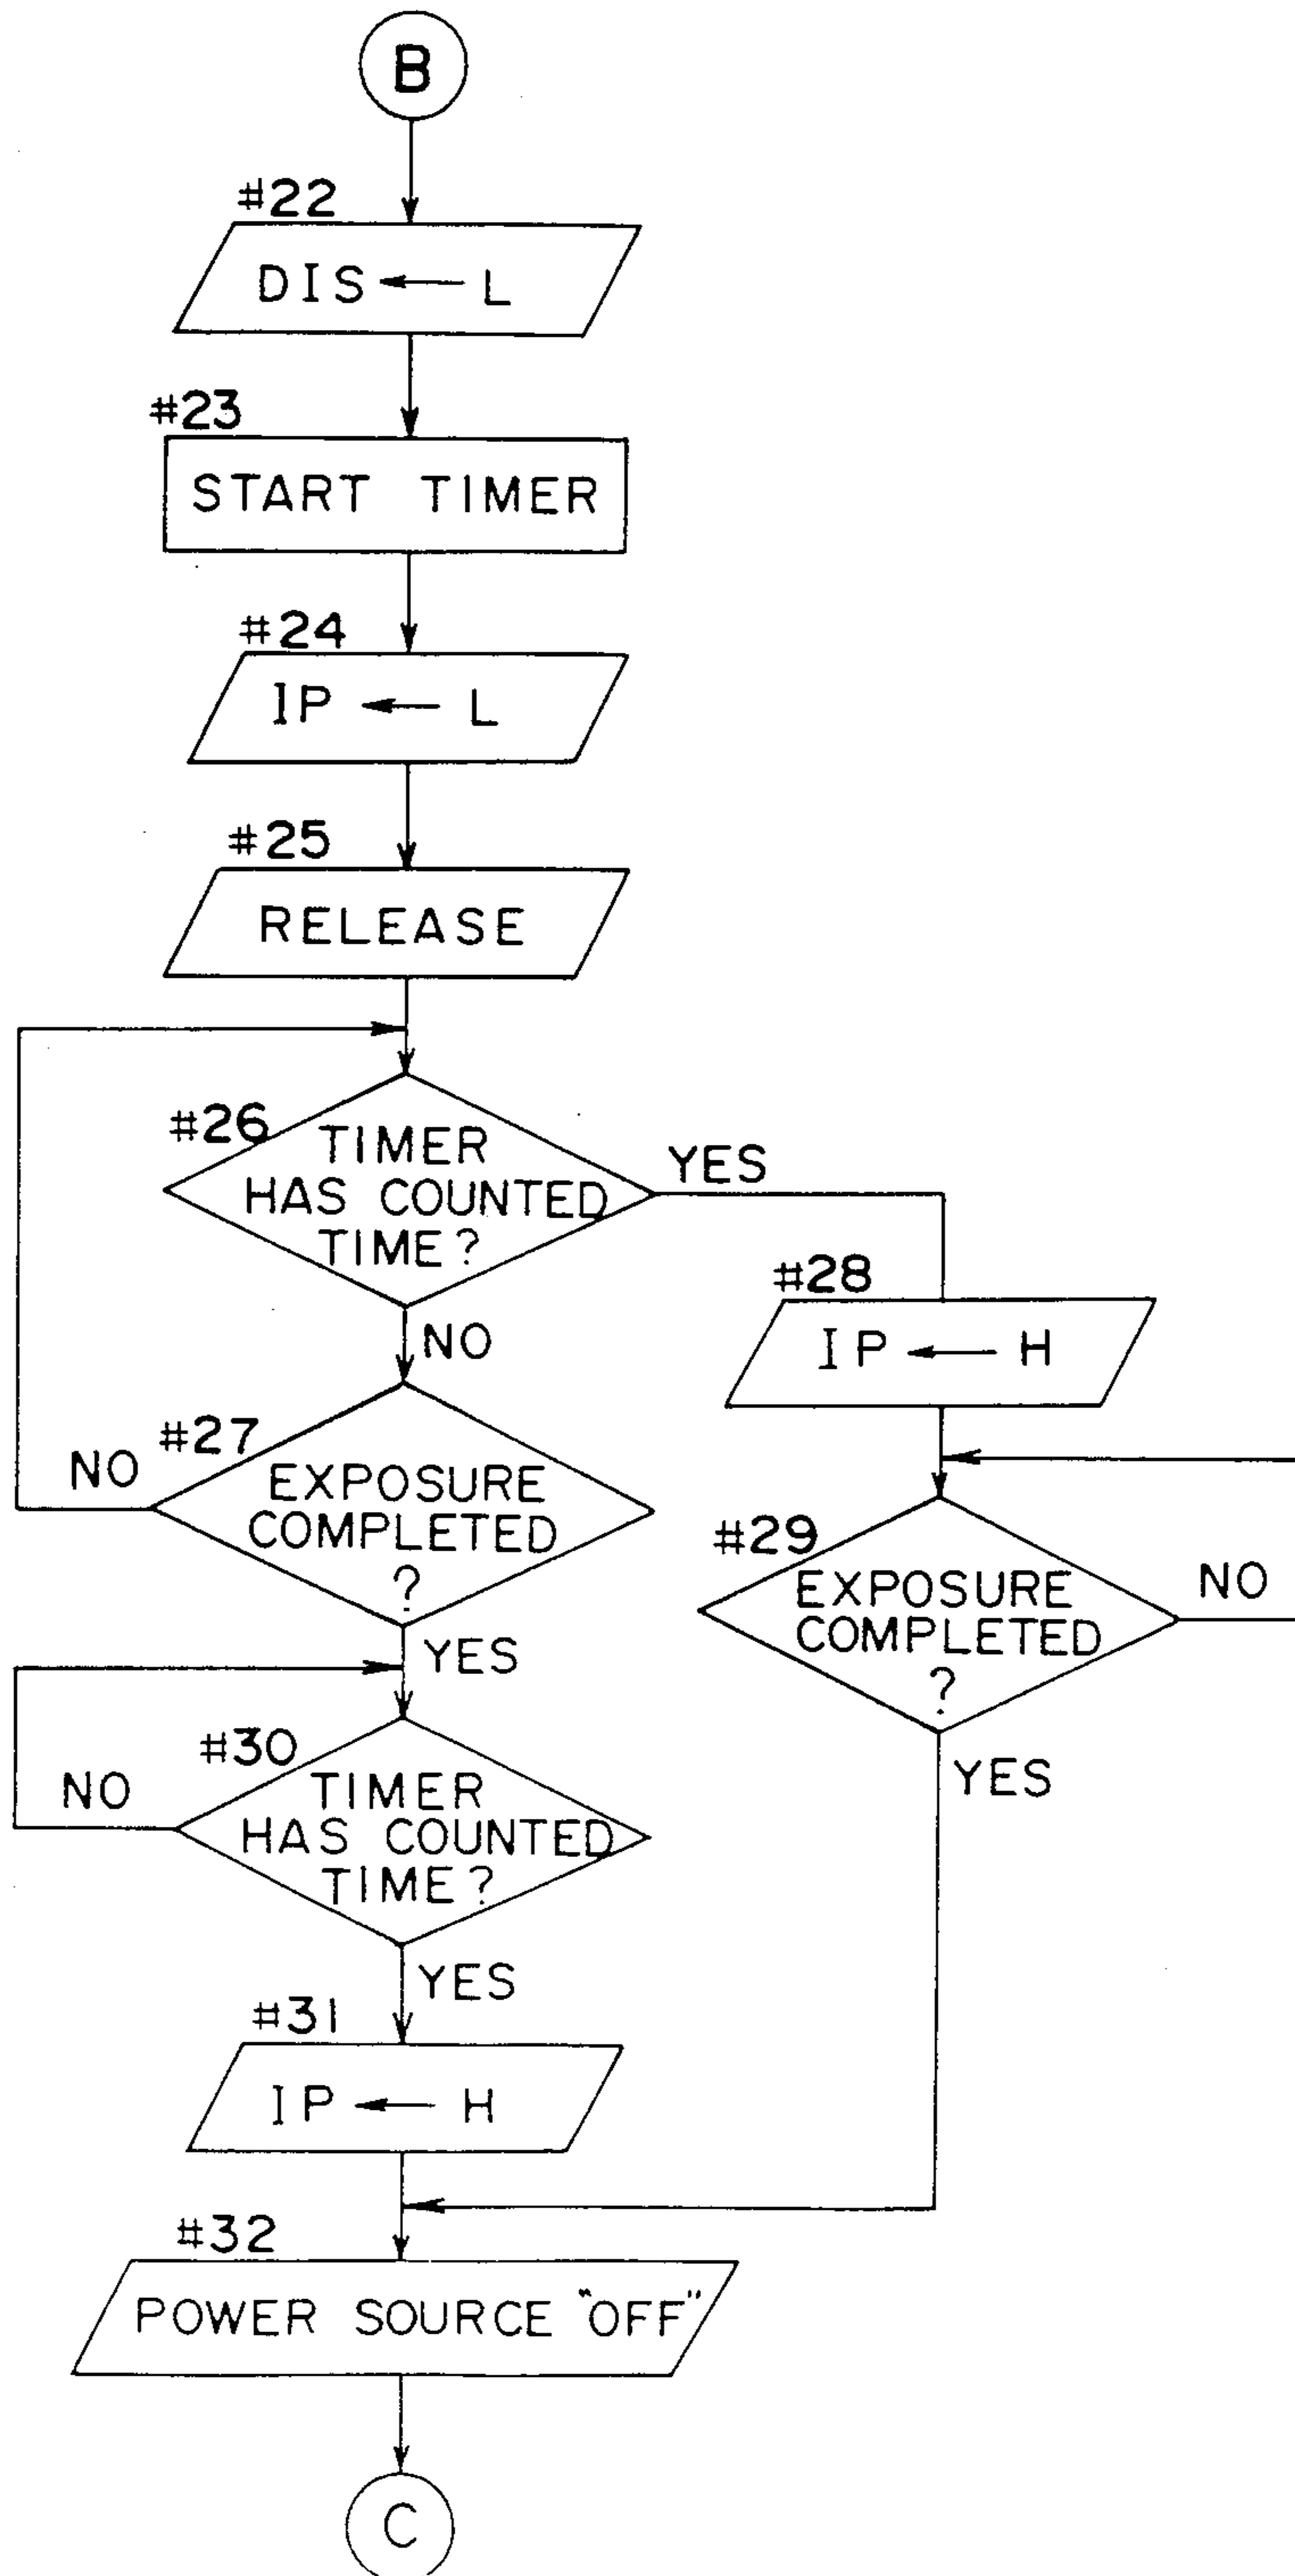 B
#22
DIS ← L
#23
START TIMER
#24
IP ← L
#25
RELEASE
#26
TIMER
HAS COUNTED
TIME?
YES
NO
#28
IP ← H
#27
EXPOSURE
COMPLETED
?
NO
YES
#29
EXPOSURE
COMPLETED
?
NO
YES
#30
TIMER
HAS COUNTED
TIME?
NO
YES
#31
IP ← H
#32
POWER SOURCE "OFF"
C